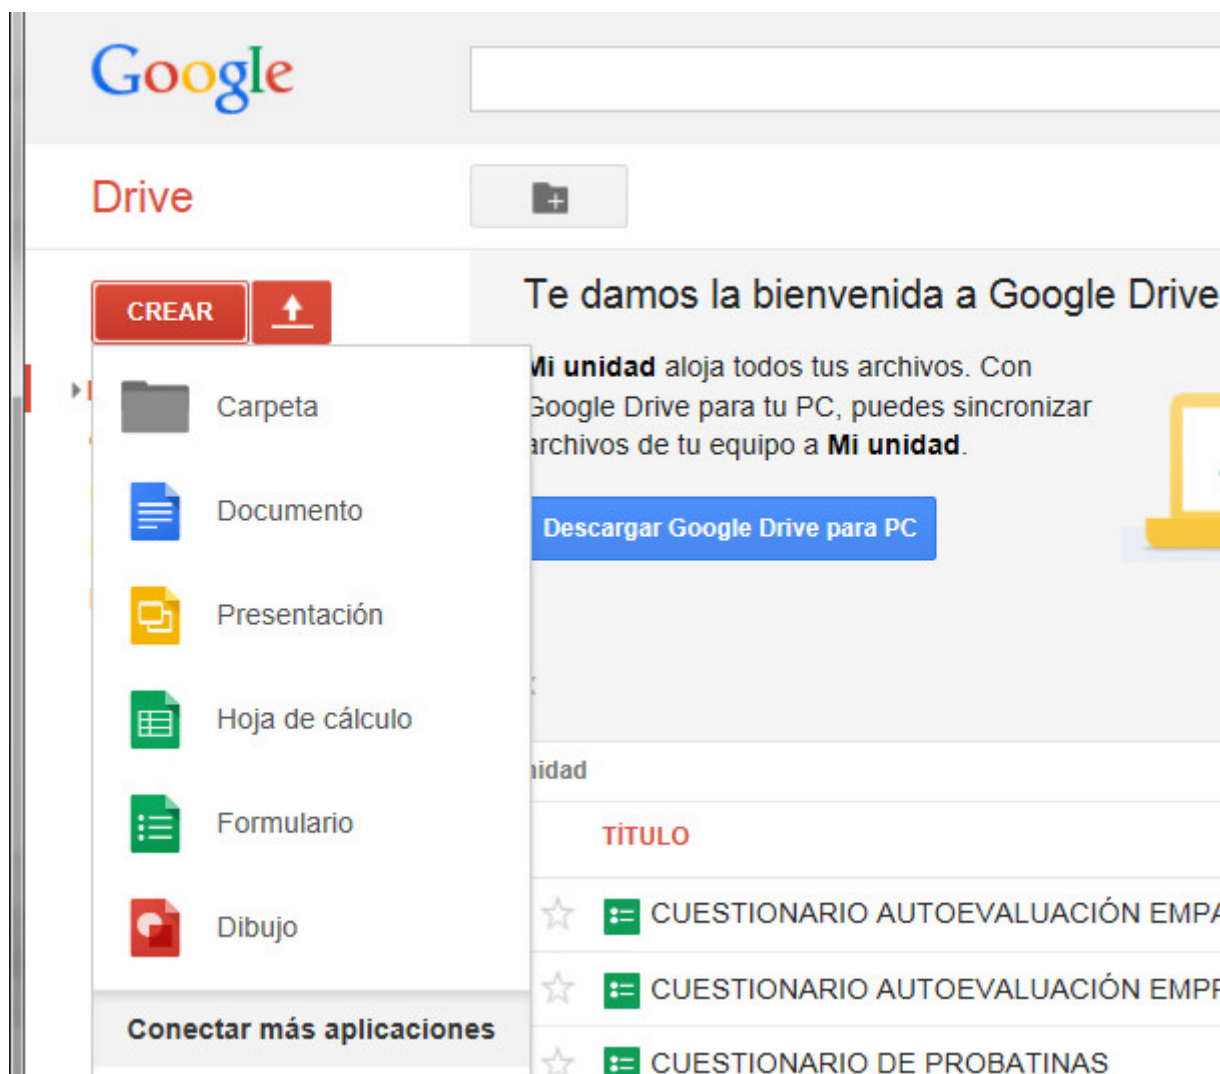 Google
Drive
CREAR
Te damos la bienvenida a Google Drive
Mi unidad aloja todos tus archivos. Con
Google Drive para tu PC, puedes sincronizar
archivos de tu equipo a Mi unidad.
Descargar Google Drive para PC
Carpeta
Documento
Presentación
Hoja de cálculo
Formulario
Dibujo
Conectar más aplicaciones
TÍTULO
CUESTIONARIO AUTOEVALUACIÓN
CUESTIONARIO AUTOEVALUACIÓN
CUESTIONARIO DE PROBATINAS